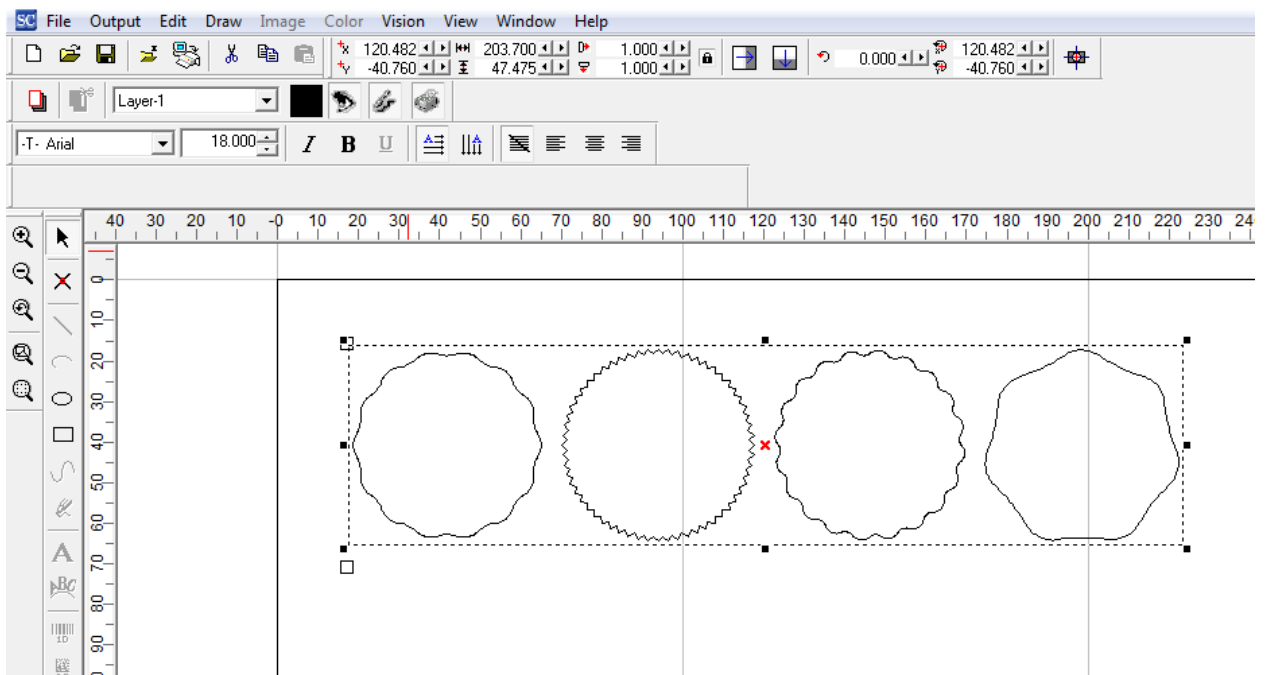 SC File Output Edit Draw Image Color Vision View Window Help
X 120.482 203.700 1.000 0.000 120.482
Y -40.760 47.475 1.000 -40.760
Layer-1
-T- Arial 18.000 I B U
40 30 20 10 -0 10 20 30 40 50 60 70 80 90 100 110 120 130 140 150 160 170 180 190 200 210 220 230 24
0
10
20
30
40
50
60
A
70
ABC
80
1D
90